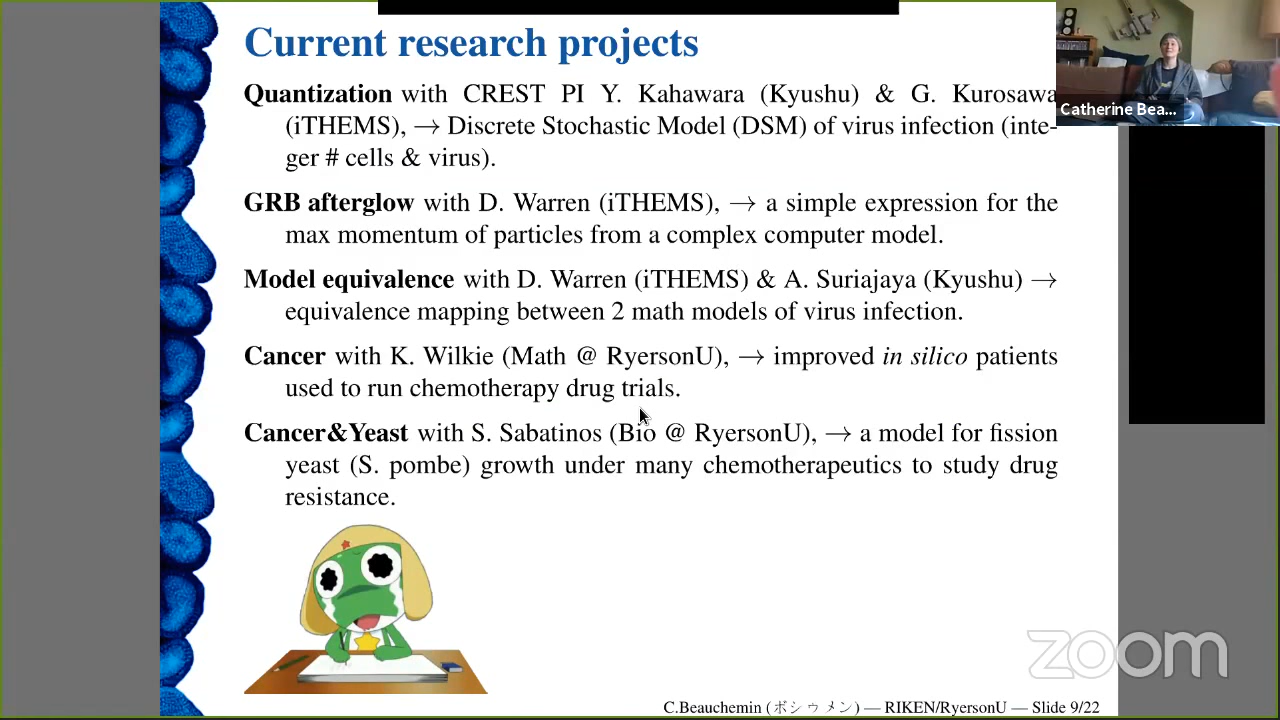 Current research projects
Quantization with CREST PI Y. Kahawara (Kyushu) & G. Kurosawa
(iTHEMS), → Discrete Stochastic Model (DSM) of virus infection (inte-
ger # cells & virus).
GRB afterglow with D. Warren (iTHEMS), → a simple expression for the
max momentum of particles from a complex computer model.
Model equivalence with D. Warren (iTHEMS) & A. Suriajaya (Kyushu) →
equivalence mapping between 2 math models of virus infection.
Cancer with K. Wilkie (Math @ RyersonU), → improved in silico patients
used to run chemotherapy drug trials.
Cancer&Yeast with S. Sabatinos (Bio @ RyersonU), → a model for fission
yeast (S. pombe) growth under many chemotherapeutics to study drug
resistance.
Catherine Bea...
zoom
C.Beauchemin (ボシゥメン) — RIKEN/RyersonU — Slide 9/22